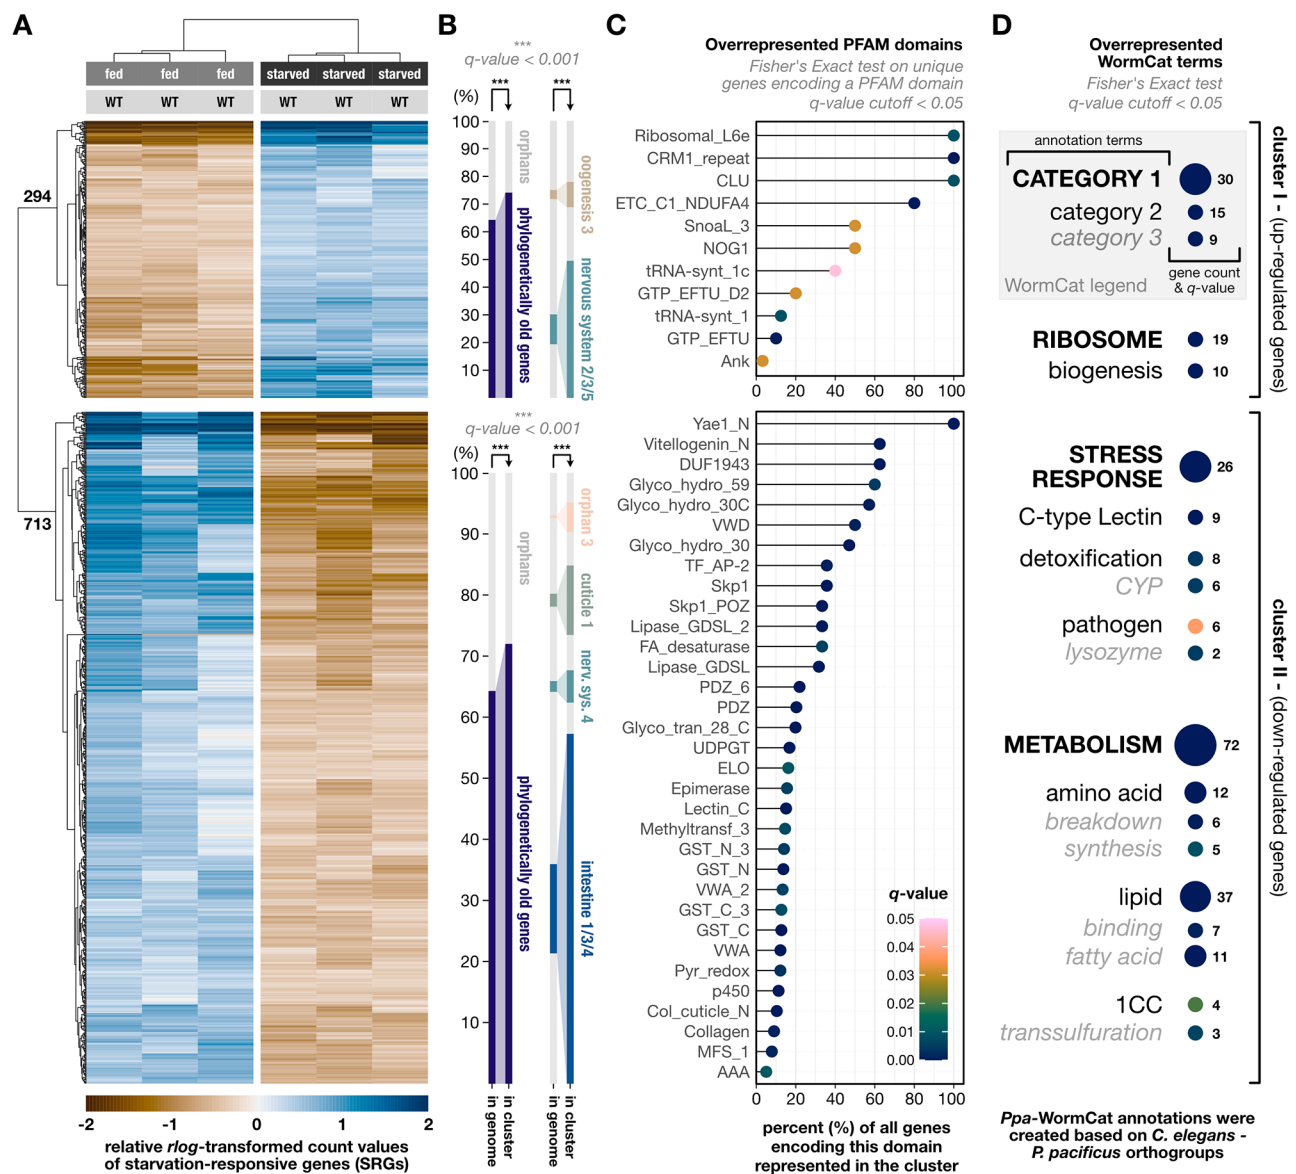 A
fed
fed
fed
starved
starved
starved
WT
WT
WT
WT
WT
WT
294
713
-2
-1
0
1
2
relative rlog-transformed count values
of starvation-responsive genes (SRGs)
B
***
q-value < 0.001
***
***
(%)
100
90
80
70
60
50
40
30
20
10
orphans
phylogenetically old genes
oogenesis 3
nervous system 2/3/5
***
q-value < 0.001
***
***
(%)
100
90
80
70
60
50
40
30
20
10
orphans
phylogenetically old genes
orphan 3
cuticle 1
nerv. sys. 4
intestine 1/3/4
in genome
in cluster
in genome
in cluster
C
Overrepresented PFAM domains
Fisher's Exact test on unique
genes encoding a PFAM domain
q-value cutoff < 0.05
Ribosomal_L6e
CRM1_repeat
CLU
ETC_C1_NDUFA4
SnoaL_3
NOG1
tRNA-synt_1c
GTP_EFTU_D2
tRNA-synt_1
GTP_EFTU
Ank
0
20
40
60
80
100
Yae1_N
Vitellogenin_N
DUF1943
Glyco_hydro_59
Glyco_hydro_30C
VWD
Glyco_hydro_30
TF_AP-2
Skp1
Skp1_POZ
Lipase_GDSL_2
FA_desaturase
Lipase_GDSL
PDZ_6
PDZ
Glyco_tran_28_C
UDPGT
ELO
Epimerase
Lectin_C
Methyltransf_3
GST_N_3
GST_N
VWA_2
GST_C_3
GST_C
VWA
Pyr_redox
p450
Col_cuticle_N
Collagen
MFS_1
AAA
q-value
0.05
0.04
0.03
0.02
0.01
0.00
0
20
40
60
80
100
percent (%) of all genes
encoding this domain
represented in the cluster
D
Overrepresented
WormCat terms
Fisher's Exact test
q-value cutoff < 0.05
annotation terms
CATEGORY 1
30
category 2
15
category 3
9
gene count
& q-value
WormCat legend
RIBOSOME
19
biogenesis
10
STRESS
RESPONSE
26
C-type Lectin
9
detoxification
8
CYP
6
pathogen
6
lysozyme
2
METABOLISM
72
amino acid
12
breakdown
6
synthesis
5
lipid
37
binding
7
fatty acid
11
1CC
4
transsulfuration
3
cluster I - (up-regulated genes)
cluster II - (down-regulated genes)
Ppa-WormCat annotations were
created based on C. elegans -
P. pacificus orthogroups